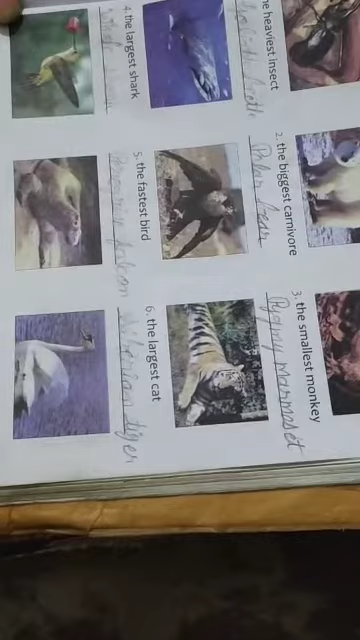 he heaviest insect
2. the biggest carnivore
Polar Bear
3. the smallest monkey
Pygmy marmoset
4. the largest shark
5. the fastest bird
falcon
6. the largest cat
Siberian tiger